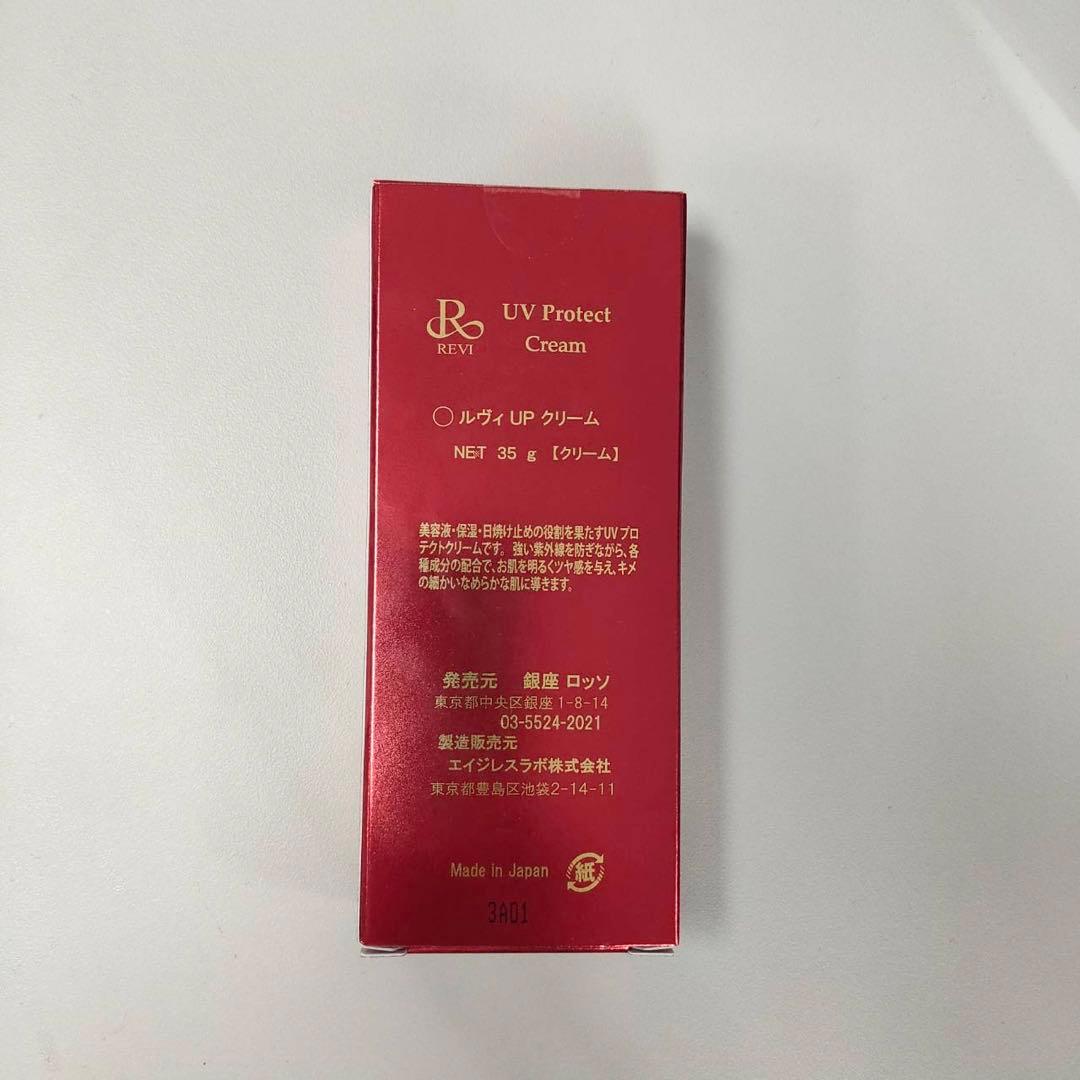 R
REVI
UV Protect
Cream
○ ルヴィ UP クリーム
NET 35 g 【クリーム】
美容液・保湿・日焼け止めの役割を果たすUVプロ
テクトクリームです。強い紫外線を防ぎながら、各
種成分の配合で、お肌を明るくツヤ感を与え、キメ
の細かいなめらかな肌に導きます。
発売元 銀座 ロッソ
東京都中央区銀座 1-8-14
03-5524-2021
製造販売元
エイジレスラボ株式会社
東京都豊島区池袋2-14-11
Made in Japan 紙
3A01